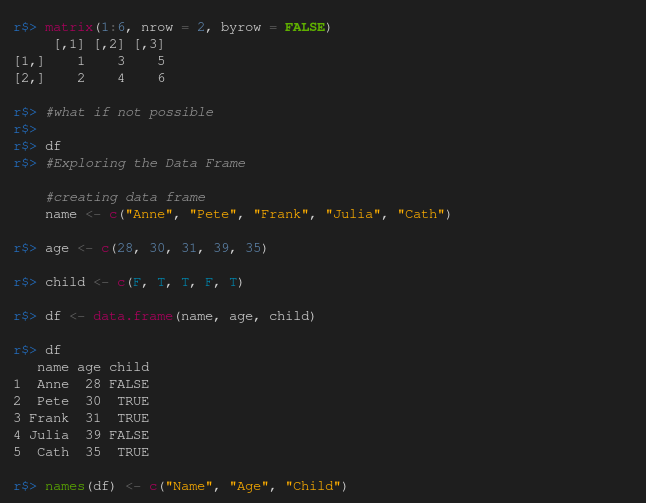 r$> matrix(1:6, nrow = 2, byrow = FALSE)
     [,1] [,2] [,3]
[1,]    1    3    5
[2,]    2    4    6
r$> #what if not possible
r$>
r$> df
r$> #Exploring the Data Frame
    #creating data frame
    name <- c("Anne", "Pete", "Frank", "Julia", "Cath")
r$> age <- c(28, 30, 31, 39, 35)
r$> child <- c(F, T, T, F, T)
r$> df <- data.frame(name, age, child)
r$> df
   name age child
1  Anne  28 FALSE
2  Pete  30  TRUE
3 Frank  31  TRUE
4 Julia  39 FALSE
5  Cath  35  TRUE
r$> names(df) <- c("Name", "Age", "Child")